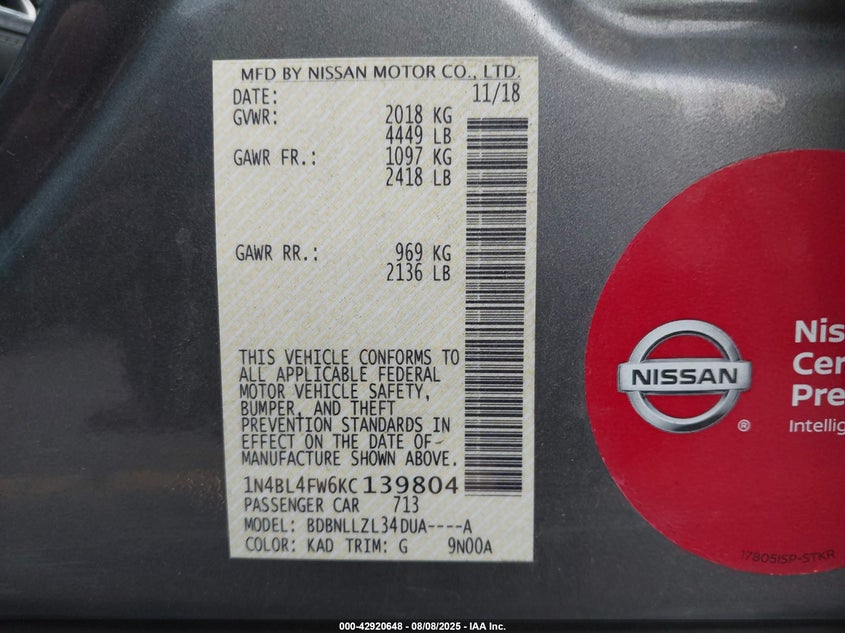 MFD BY NISSAN MOTOR CO., LTD.
DATE: 11/18
GVWR: 2018 KG
4449 LB
GAWR FR.: 1097 KG
2418 LB
GAWR RR.: 969 KG
2136 LB
THIS VEHICLE CONFORMS TO
ALL APPLICABLE FEDERAL
MOTOR VEHICLE SAFETY,
BUMPER, AND THEFT
PREVENTION STANDARDS IN
EFFECT ON THE DATE OF
MANUFACTURE SHOWN ABOVE.
1N4BL4FW6KC139804
PASSENGER CAR 713
MODEL: BDBNLLZL34DUA----A
COLOR: KAD TRIM: G 9N00A
NISSAN
®
Nis
Cer
Pre
Intellig
17805ISP-STKR
000-42920648 - 08/08/2025 - IAA Inc.